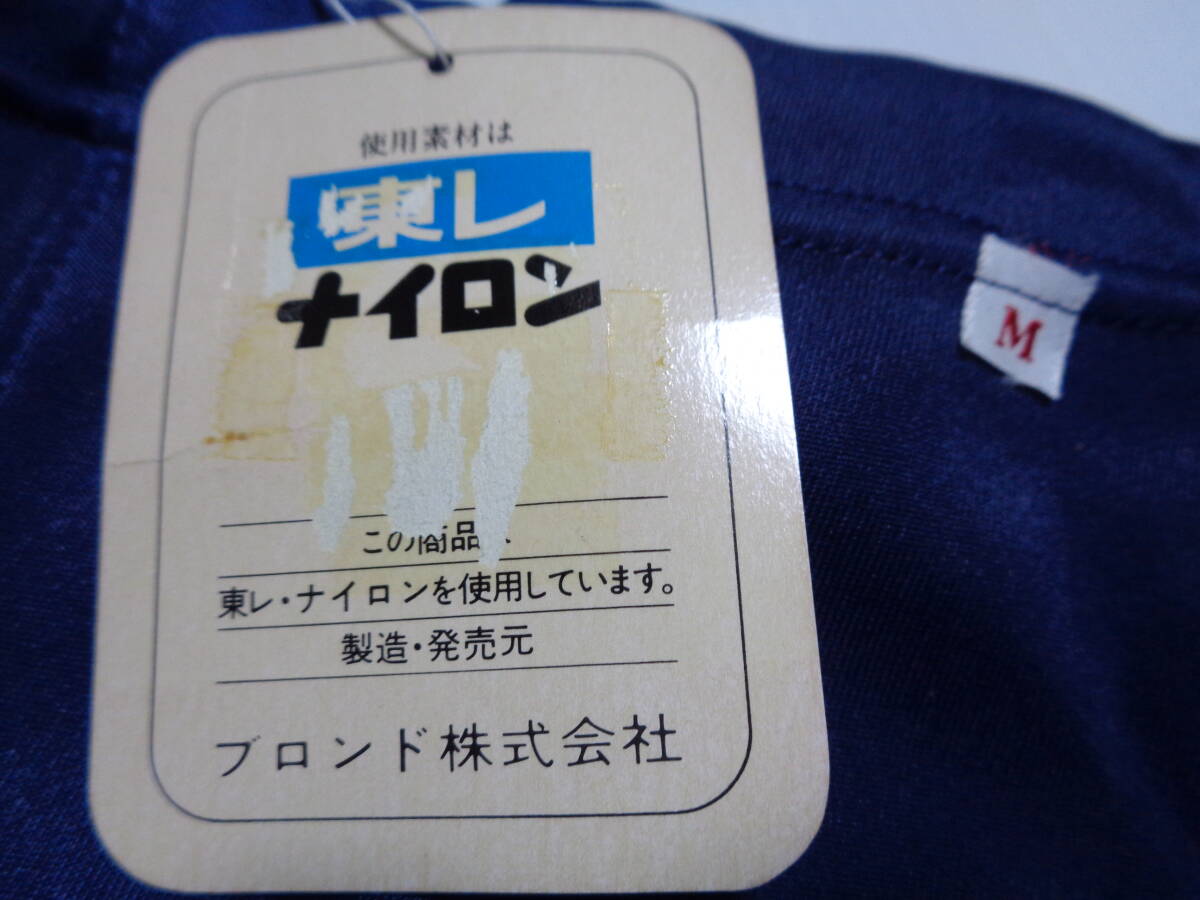 使用素材は
東レ
ナイロン
この商品
東レ・ナイロンを使用しています。
製造・発売元
ブロンド株式会社
M